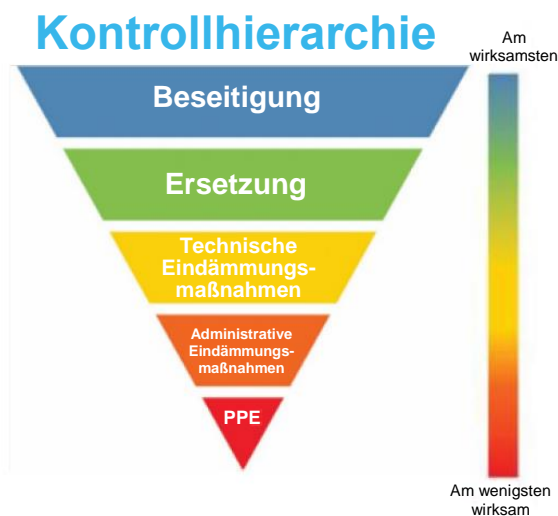 Kontrollhierarchie
Am
wirksamsten
Beseitigung
Ersetzung
Technische
Eindämmungs-
maßnahmen
Administrative
Eindämmungs-
maßnahmen
PPE
Am wenigsten
wirksam